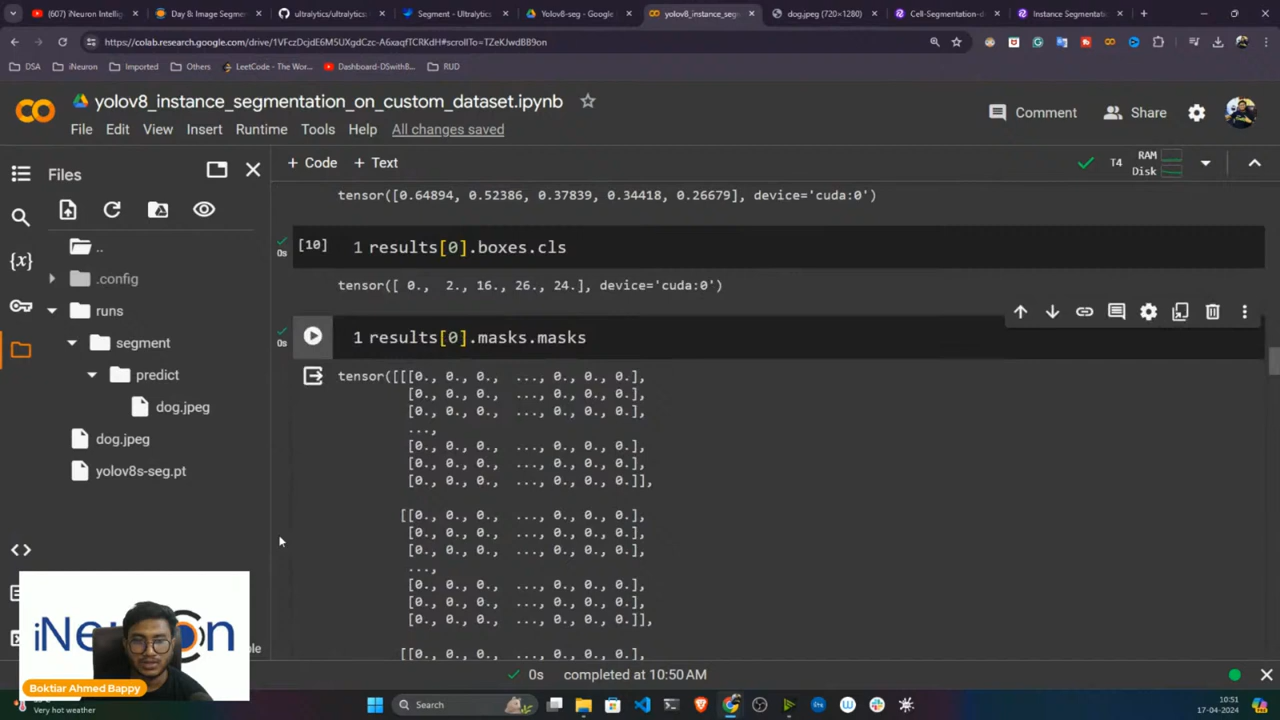 (607) iNeuron Intellig
Day 8: Image Segmen
ultralytics/ultralytics
Segment - Ultralytics
Yolov8-seg - Google
yolov8_instance_seg
dog.jpeg (720×1280)
Cell-Segmentation-d
Instance Segmentatio
https://colab.research.google.com/drive/1VFczDcjdE6M5UXgdCzc-A6xaqfTCRKdH#scrollTo=TZeKJwdBB9on
DSA
iNeuron
Imported
Others
LeetCode - The Wor...
Dashboard-DSwithB...
RUD
yolov8_instance_segmentation_on_custom_dataset.ipynb
Comment
Share
File Edit View Insert Runtime Tools Help All changes saved
Files
+ Code + Text
T4
RAM
Disk
tensor([0.64894, 0.52386, 0.37839, 0.34418, 0.26679], device='cuda:0')
..
{x}
.config
0s
[10]
1 results[0].boxes.cls
tensor([ 0., 2., 16., 26., 24.], device='cuda:0')
runs
segment
predict
dog.jpeg
dog.jpeg
yolov8s-seg.pt
0s
1 results[0].masks.masks
tensor([[[0., 0., 0., ..., 0., 0., 0.],
[0., 0., 0., ..., 0., 0., 0.],
[0., 0., 0., ..., 0., 0., 0.],
...,
[0., 0., 0., ..., 0., 0., 0.],
[0., 0., 0., ..., 0., 0., 0.],
[0., 0., 0., ..., 0., 0., 0.]],
[[0., 0., 0., ..., 0., 0., 0.],
[0., 0., 0., ..., 0., 0., 0.],
[0., 0., 0., ..., 0., 0., 0.],
...,
[0., 0., 0., ..., 0., 0., 0.],
[0., 0., 0., ..., 0., 0., 0.],
[0., 0., 0., ..., 0., 0., 0.]],
[[0., 0., 0., ..., 0., 0., 0.],
Boktiar Ahmed Bappy
0s completed at 10:50AM
Very hot weather
Search
10:51
17-04-2024